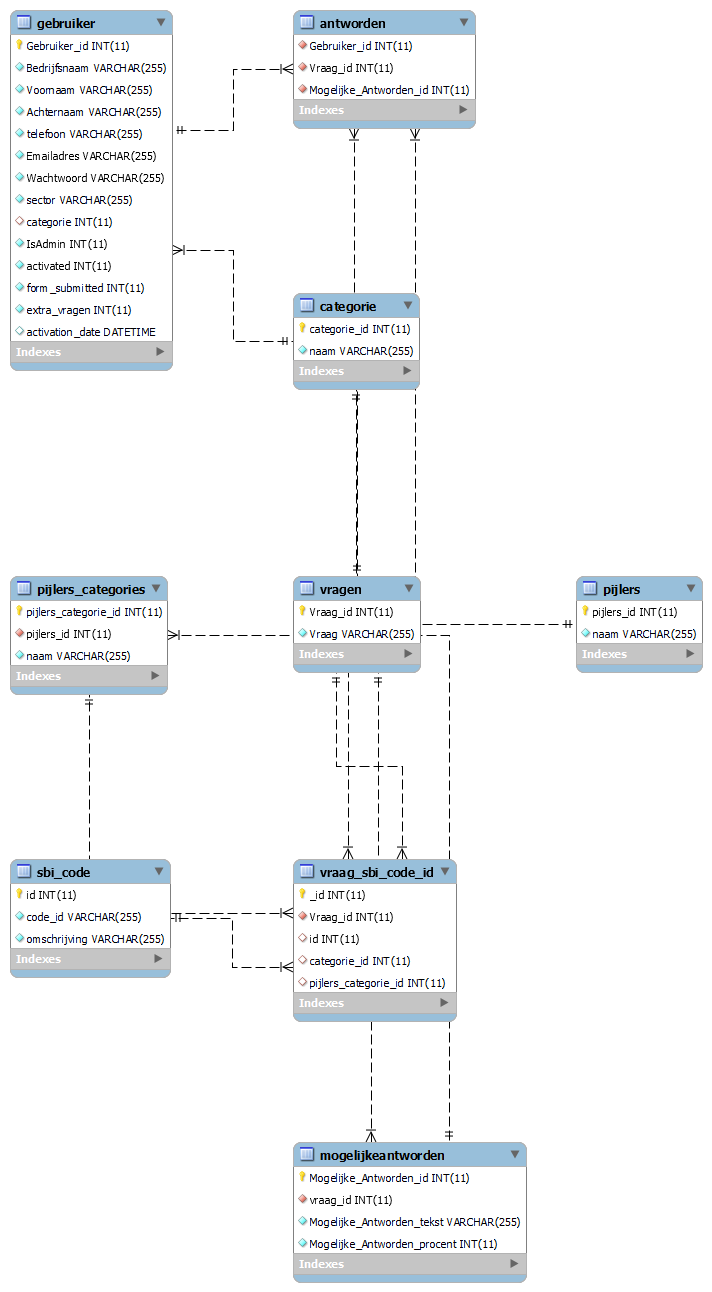 gebruiker
Gebruiker_id INT(11)
Bedrijfsnaam VARCHAR(255)
Voornaam VARCHAR(255)
Achternaam VARCHAR(255)
telefoon VARCHAR(255)
Emailadres VARCHAR(255)
Wachtwoord VARCHAR(255)
sector VARCHAR(255)
categorie INT(11)
IsAdmin INT(11)
activated INT(11)
form_submitted INT(11)
extra_vragen INT(11)
activation_date DATETIME
Indexes
antworden
Gebruiker_id INT(11)
Vraag_id INT(11)
Mogelijke_Antworden_id INT(11)
Indexes
categorie
categorie_id INT(11)
naam VARCHAR(255)
Indexes
pijlers_categories
pijlers_categorie_id INT(11)
pijlers_id INT(11)
naam VARCHAR(255)
Indexes
vragen
Vraag_id INT(11)
Vraag VARCHAR(255)
Indexes
pijlers
pijlers_id INT(11)
naam VARCHAR(255)
Indexes
sbi_code
id INT(11)
code_id VARCHAR(255)
omschrijving VARCHAR(255)
Indexes
vraag_sbi_code_id
_id INT(11)
Vraag_id INT(11)
id INT(11)
categorie_id INT(11)
pijlers_categorie_id INT(11)
Indexes
mogelijkeantworden
Mogelijke_Antworden_id INT(11)
vraag_id INT(11)
Mogelijke_Antworden_tekst VARCHAR(255)
Mogelijke_Antworden_procent INT(11)
Indexes